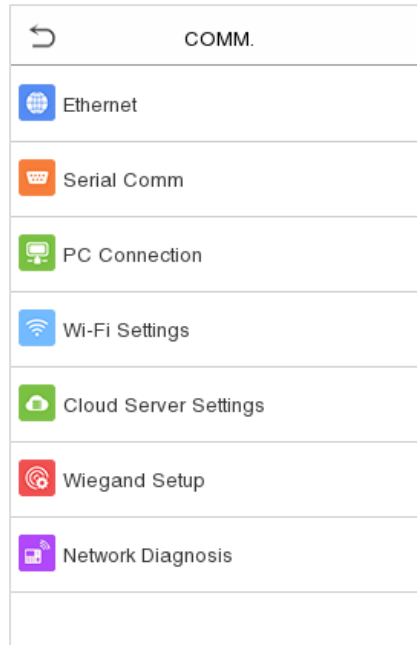 COMM.
Ethernet
Serial Comm
PC Connection
Wi-Fi Settings
Cloud Server Settings
Wiegand Setup
Network Diagnosis